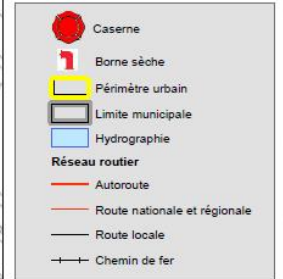 Caserne
Borne sèche
Périmètre urbain
Limite municipale
Hydrographie
Réseau routier
Autoroute
Route nationale et régionale
Route locale
Chemin de fer